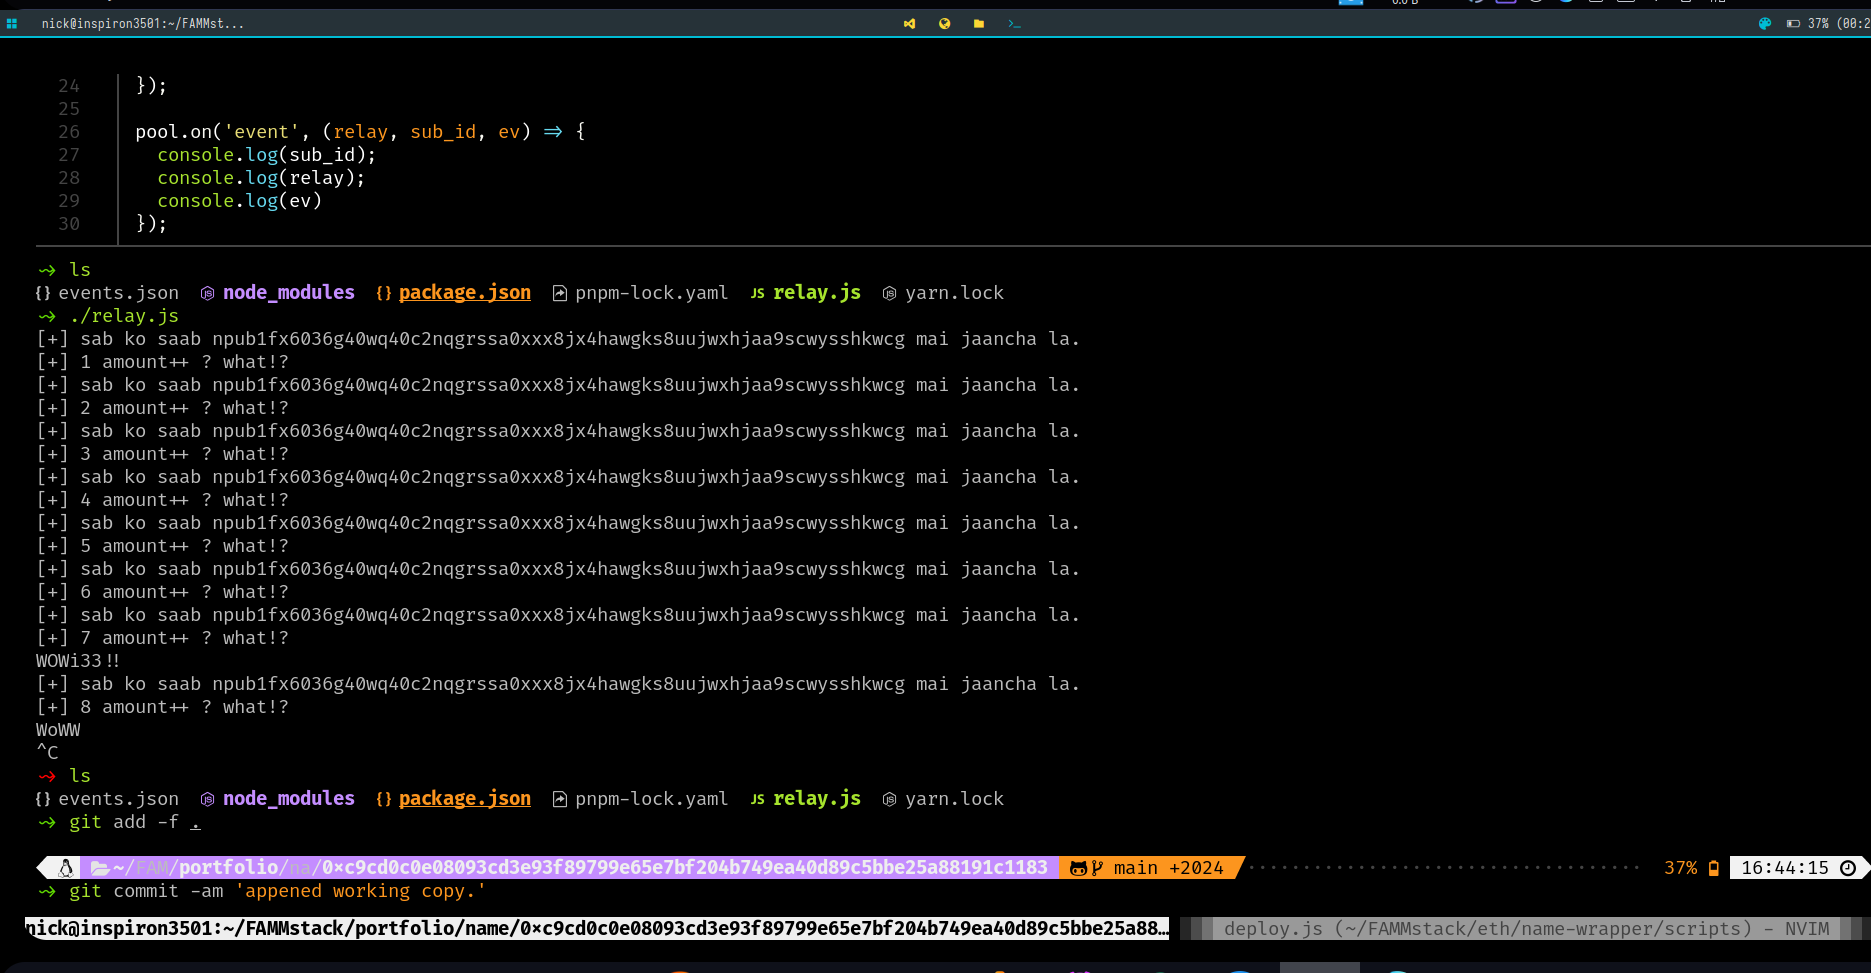 nick@inspiron3501:~/FAMMst...
37% (00:2
24 });
25
26 pool.on('event', (relay, sub_id, ev) => {
27 console.log(sub_id);
28 console.log(relay);
29 console.log(ev)
30 });
ls
{} events.json node_modules {} package.json pnpm-lock.yaml JS relay.js yarn.lock
./relay.js
[+] sab ko saab npub1fx6036g40wq40c2nqgrssa0xxx8jx4hawgks8uujwxhjaa9scwysshkwcg mai jaancha la.
[+] 1 amount++ ? what!?
[+] sab ko saab npub1fx6036g40wq40c2nqgrssa0xxx8jx4hawgks8uujwxhjaa9scwysshkwcg mai jaancha la.
[+] 2 amount++ ? what!?
[+] sab ko saab npub1fx6036g40wq40c2nqgrssa0xxx8jx4hawgks8uujwxhjaa9scwysshkwcg mai jaancha la.
[+] 3 amount++ ? what!?
[+] sab ko saab npub1fx6036g40wq40c2nqgrssa0xxx8jx4hawgks8uujwxhjaa9scwysshkwcg mai jaancha la.
[+] 4 amount++ ? what!?
[+] sab ko saab npub1fx6036g40wq40c2nqgrssa0xxx8jx4hawgks8uujwxhjaa9scwysshkwcg mai jaancha la.
[+] 5 amount++ ? what!?
[+] sab ko saab npub1fx6036g40wq40c2nqgrssa0xxx8jx4hawgks8uujwxhjaa9scwysshkwcg mai jaancha la.
[+] 6 amount++ ? what!?
[+] sab ko saab npub1fx6036g40wq40c2nqgrssa0xxx8jx4hawgks8uujwxhjaa9scwysshkwcg mai jaancha la.
[+] 7 amount++ ? what!?
WOWi33!!
[+] sab ko saab npub1fx6036g40wq40c2nqgrssa0xxx8jx4hawgks8uujwxhjaa9scwysshkwcg mai jaancha la.
[+] 8 amount++ ? what!?
WoWW
^C
ls
{} events.json node_modules {} package.json pnpm-lock.yaml JS relay.js yarn.lock
git add -f .
~/FAM/portfolio/na/0xc9cd0c0e08093cd3e93f89799e65e7bf204b749ea40d89c5bbe25a88191c1183 main +2024 37% 16:44:15
git commit -am 'appened working copy.'
nick@inspiron3501:~/FAMMstack/portfolio/name/0xc9cd0c0e08093cd3e93f89799e65e7bf204b749ea40d89c5bbe25a88… deploy.js (~/FAMMstack/eth/name-wrapper/scripts) - NVIM